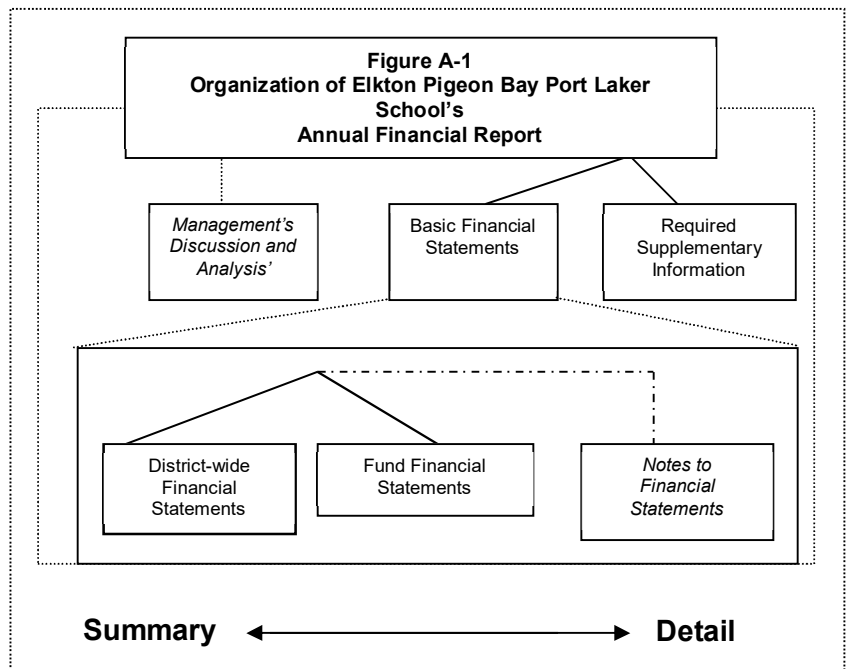 Figure A-1
Organization of Elkton Pigeon Bay Port Laker
School's
Annual Financial Report
Management's
Discussion and
Analysis'
Basic Financial
Statements
Required
Supplementary
Information
District-wide
Financial
Statements
Fund Financial
Statements
Notes to
Financial
Statements
Summary
Detail